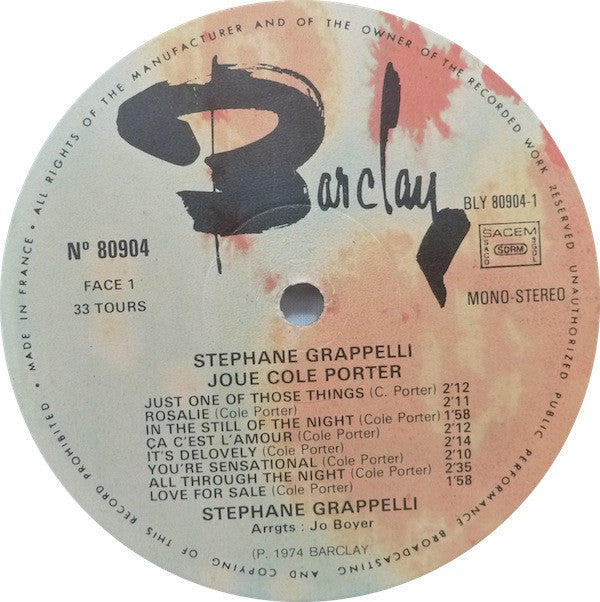 • MADE IN FRANCE • ALL RIGHTS OF THE MANUFACTURER AND OF THE OWNER OF THE RECORDED WORK RESERVED UNAUTHORIZED PUBLIC PERFORMANCE BROADCASTING AND COPYING OF THIS RECORD PROHIBITED
Barclay
BLY 80904-1
Nº 80904
SACEM
SACD
SDRM
SGDL
FACE 1
33 TOURS
MONO-STEREO
STEPHANE GRAPPELLI
JOUE COLE PORTER
JUST ONE OF THOSE THINGS (C. Porter) 2'12
ROSALIE (Cole Porter) 2'11
IN THE STILL OF THE NIGHT (Cole Porter) 1'58
ÇA C'EST L'AMOUR (Cole Porter) 2'12
IT'S DELOVELY (Cole Porter) 2'14
YOU'RE SENSATIONAL (Cole Porter) 2'10
ALL THROUGH THE NIGHT (Cole Porter) 2'35
LOVE FOR SALE (Cole Porter) 1'58
STEPHANE GRAPPELLI
Arrgts : Jo Boyer
(P. 1974 BARCLAY